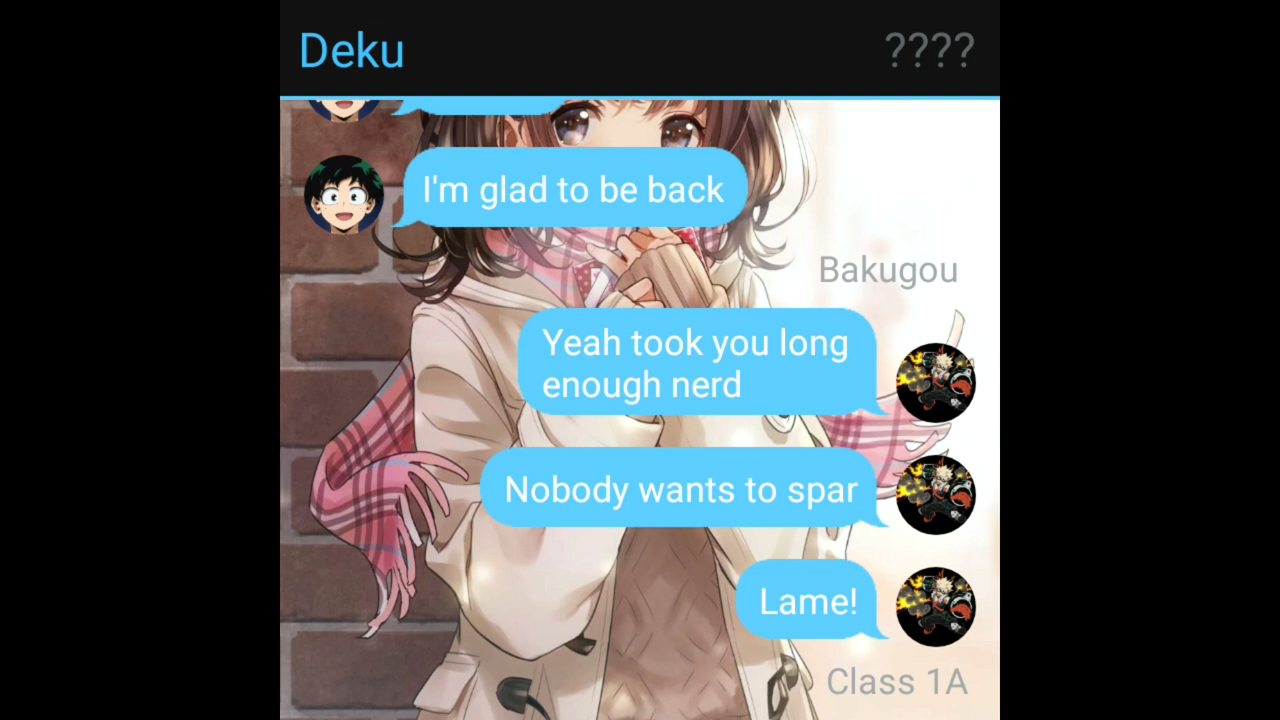 Deku
????
I'm glad to be back
Bakugou
Yeah took you long
enough nerd
Nobody wants to spar
Lame!
Class 1A